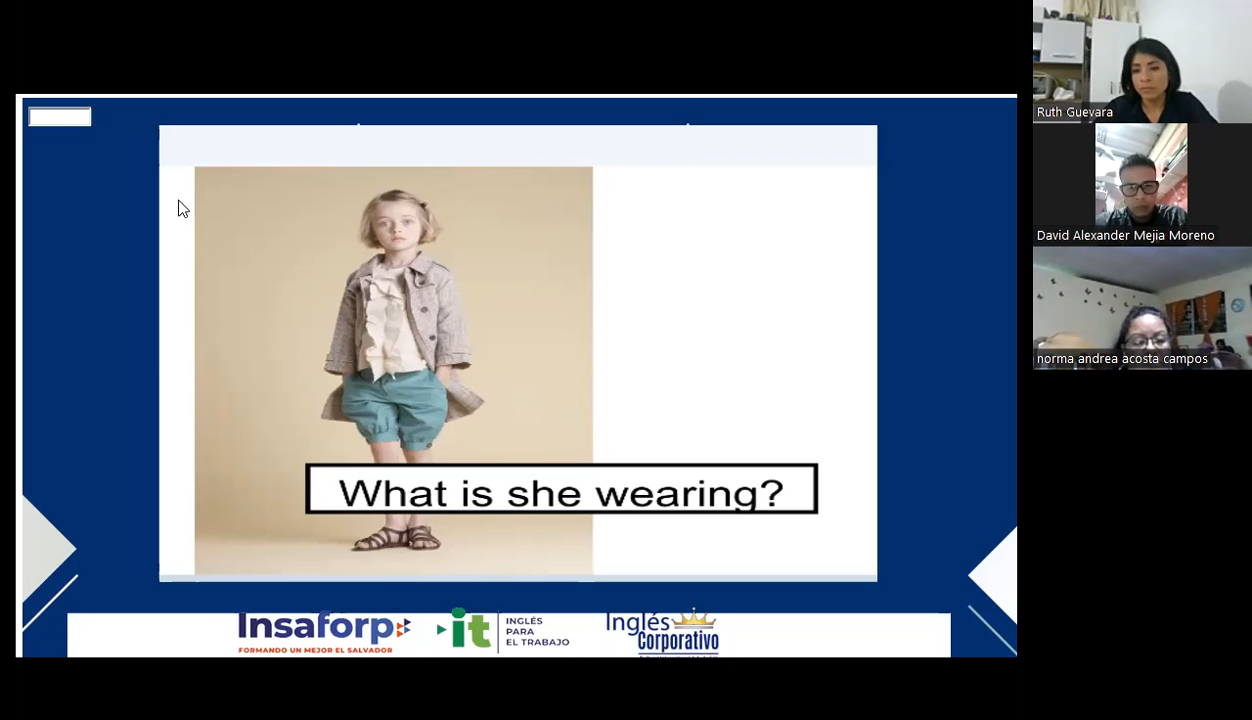 What is she wearing?
Insaforp
FORMANDO UN MEJOR EL SALVADOR
it
INGLÉS
PARA
EL TRABAJO
Inglés
Corporativo
Ruth Guevara
David Alexander Mejia Moreno
norma andrea acosta campos